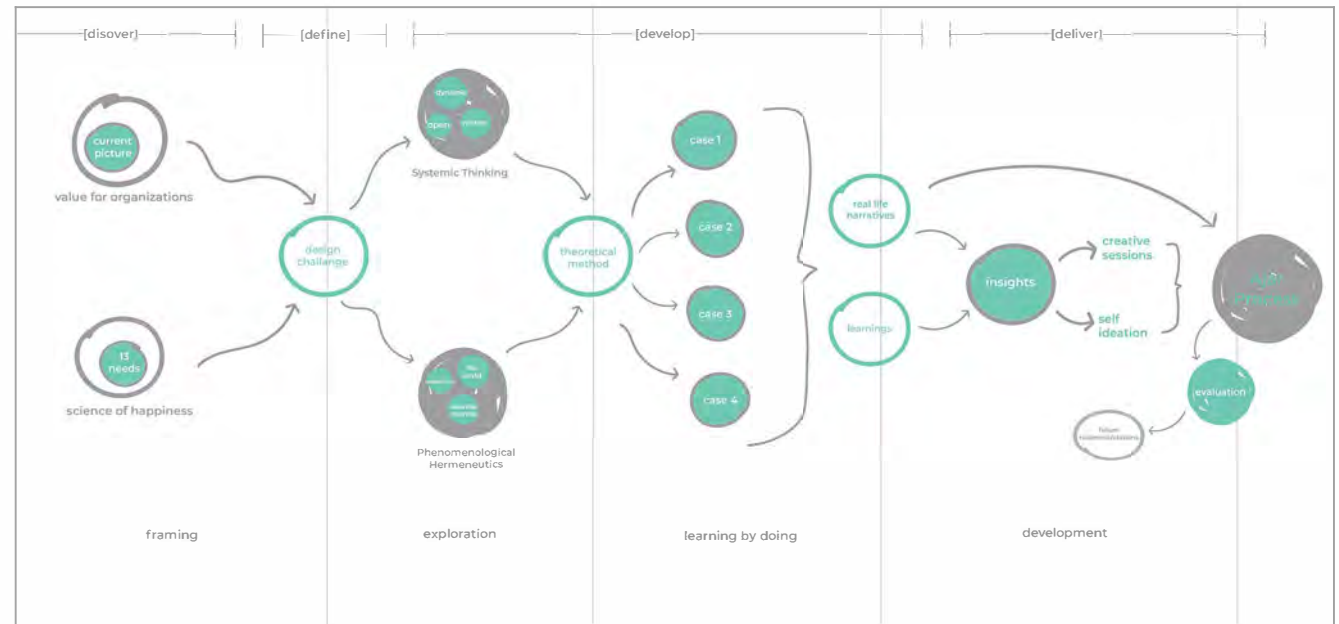 [disover]
[define]
[develop]
[deliver]
current
picture
value for organizations
13
needs
science of happiness
design
challange
open
Systemic Thinking
Phenomenological
Hermeneutics
theoretical
method
case 1
case 2
case 3
case 4
real life
narratives
learnings
insights
creative
sessions
self
ideation
evaluation
framing
exploration
learning by doing
development